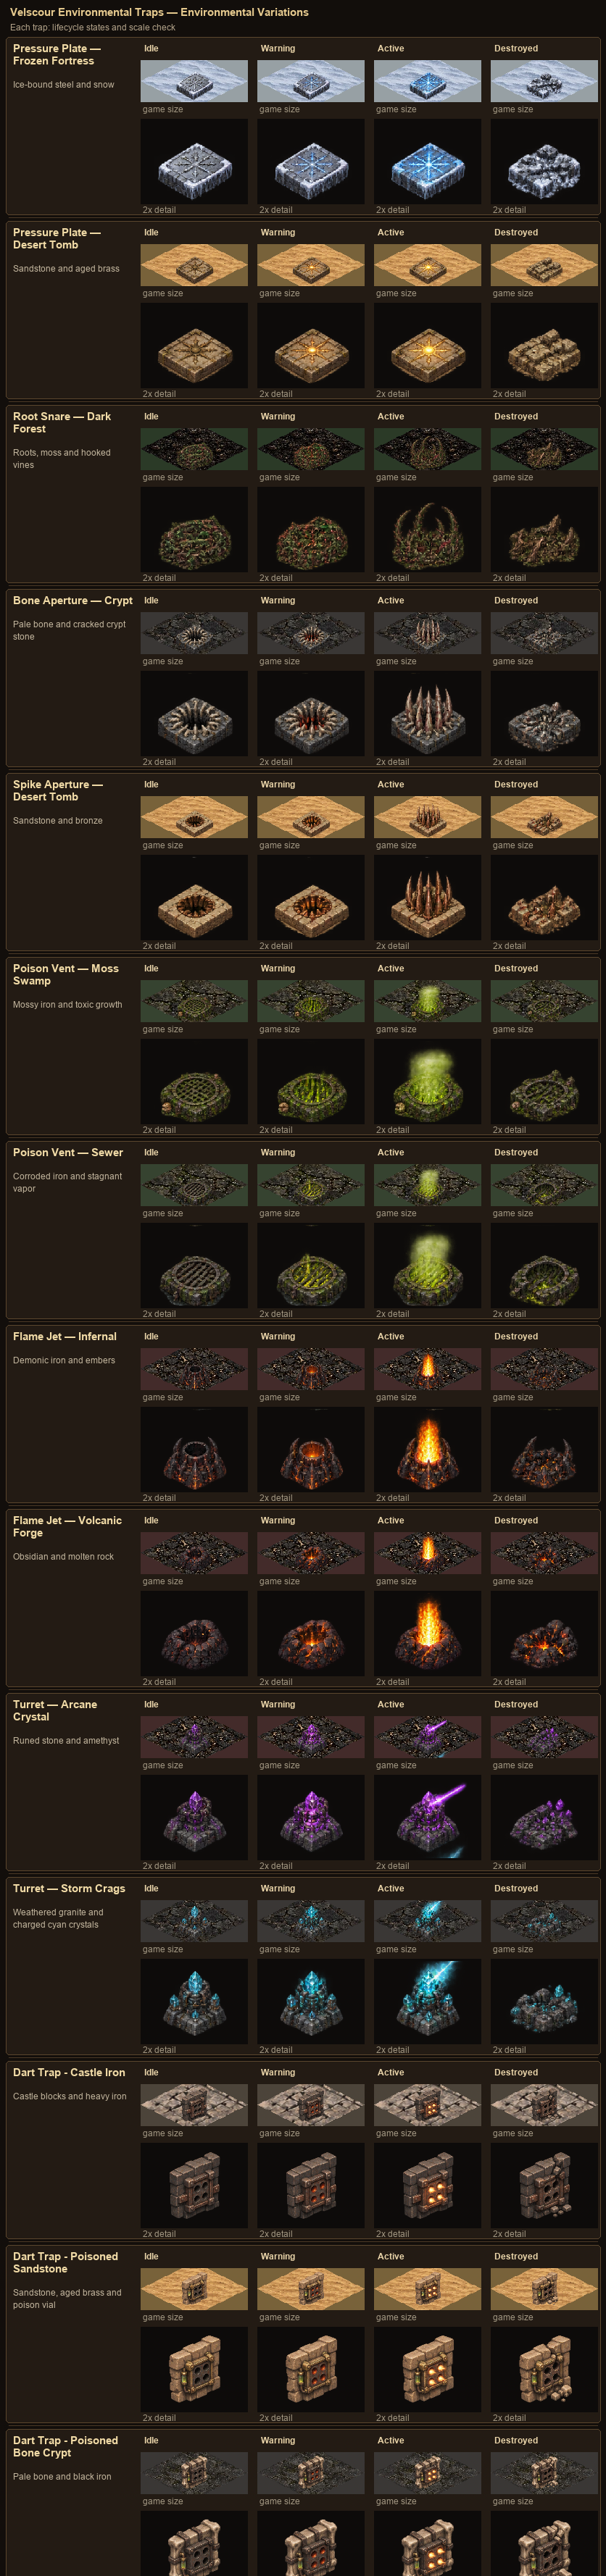 Velscour Environmental Traps — Environmental Variations
Each trap: lifecycle states and scale check
Pressure Plate —
Frozen Fortress
Ice-bound steel and snow
Idle
Warning
Active
Destroyed
game size
game size
game size
game size
2x detail
2x detail
2x detail
2x detail
Pressure Plate —
Desert Tomb
Sandstone and aged brass
Idle
Warning
Active
Destroyed
game size
game size
game size
game size
2x detail
2x detail
2x detail
2x detail
Root Snare — Dark
Forest
Roots, moss and hooked
vines
Idle
Warning
Active
Destroyed
game size
game size
game size
game size
2x detail
2x detail
2x detail
2x detail
Bone Aperture — Crypt
Pale bone and cracked crypt
stone
Idle
Warning
Active
Destroyed
game size
game size
game size
game size
2x detail
2x detail
2x detail
2x detail
Spike Aperture —
Desert Tomb
Sandstone and bronze
Idle
Warning
Active
Destroyed
game size
game size
game size
game size
2x detail
2x detail
2x detail
2x detail
Poison Vent — Moss
Swamp
Mossy iron and toxic growth
Idle
Warning
Active
Destroyed
game size
game size
game size
game size
2x detail
2x detail
2x detail
2x detail
Poison Vent — Sewer
Corroded iron and stagnant
vapor
Idle
Warning
Active
Destroyed
game size
game size
game size
game size
2x detail
2x detail
2x detail
2x detail
Flame Jet — Infernal
Demonic iron and embers
Idle
Warning
Active
Destroyed
game size
game size
game size
game size
2x detail
2x detail
2x detail
2x detail
Flame Jet — Volcanic
Forge
Obsidian and molten rock
Idle
Warning
Active
Destroyed
game size
game size
game size
game size
2x detail
2x detail
2x detail
2x detail
Turret — Arcane
Crystal
Runed stone and amethyst
Idle
Warning
Active
Destroyed
game size
game size
game size
game size
2x detail
2x detail
2x detail
2x detail
Turret — Storm Crags
Weathered granite and
charged cyan crystals
Idle
Warning
Active
Destroyed
game size
game size
game size
game size
2x detail
2x detail
2x detail
2x detail
Dart Trap - Castle Iron
Castle blocks and heavy iron
Idle
Warning
Active
Destroyed
game size
game size
game size
game size
2x detail
2x detail
2x detail
2x detail
Dart Trap - Poisoned
Sandstone
Sandstone, aged brass and
poison vial
Idle
Warning
Active
Destroyed
game size
game size
game size
game size
2x detail
2x detail
2x detail
2x detail
Dart Trap - Poisoned
Bone Crypt
Pale bone and black iron
Idle
Warning
Active
Destroyed
game size
game size
game size
game size